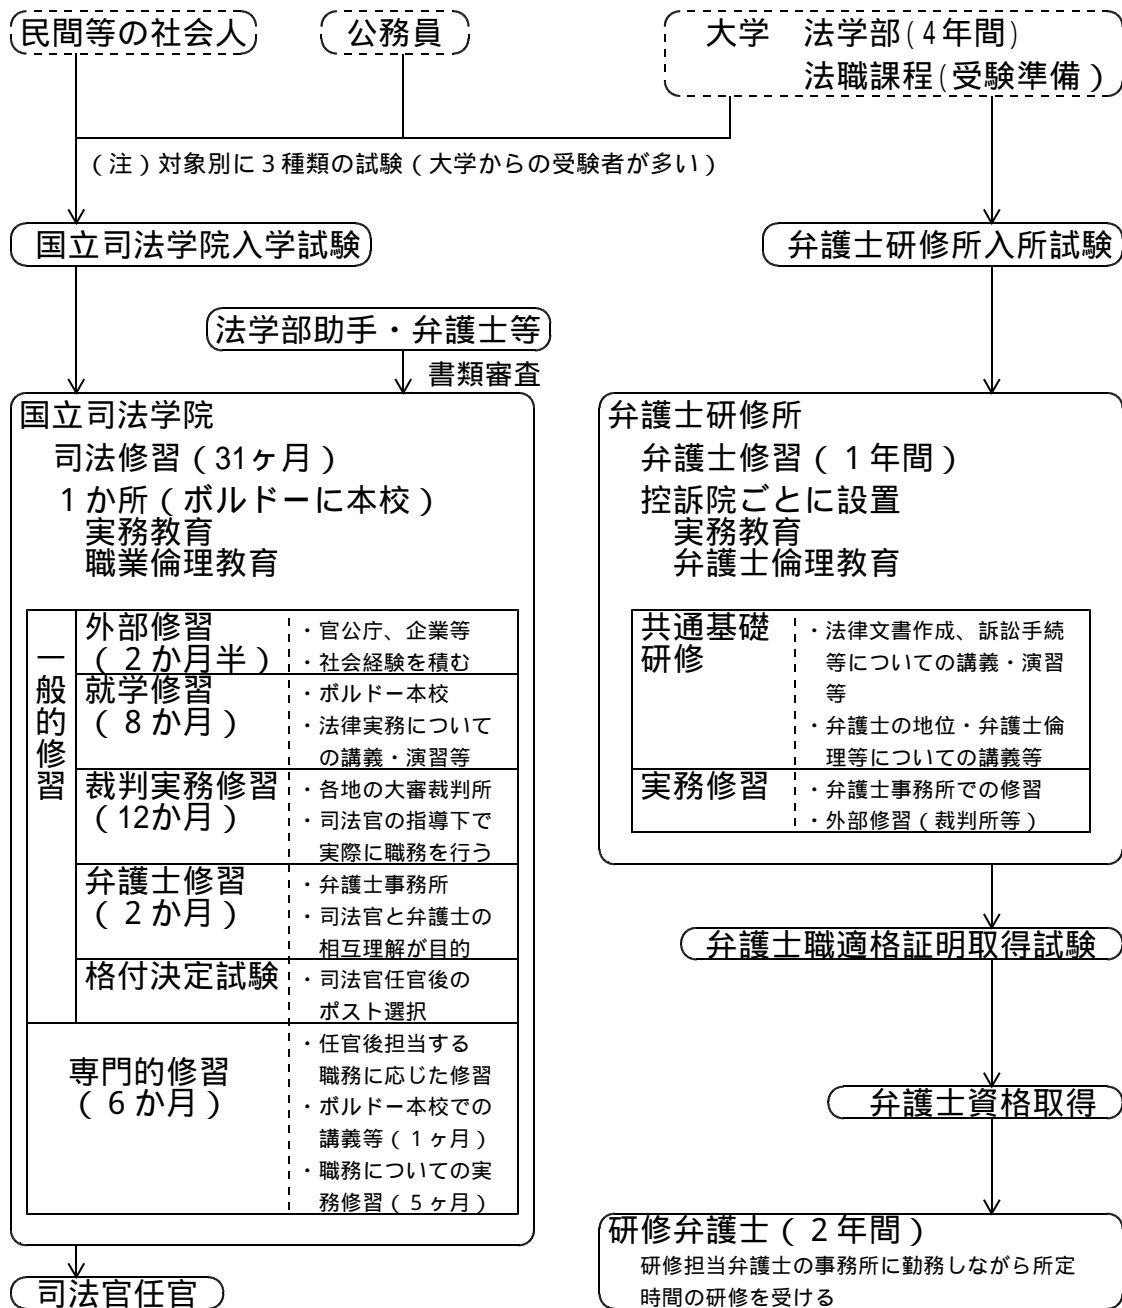 民間等の社会人
公務員
大学　法学部(4年間)
法職課程(受験準備)
(注)対象別に3種類の試験(大学からの受験者が多い)
国立司法学院入学試験
弁護士研修所入所試験
法学部助手・弁護士等
書類審査
国立司法学院
司法修習(31ヶ月)
1か所(ボルドーに本校)
実務教育
職業倫理教育
一般的修習
外部修習
(2か月半)
・官公庁、企業等
・社会経験を積む
就学修習
(8か月)
・ボルドー本校
・法律実務について
の講義・演習等
裁判実務修習
(12か月)
・各地の大審裁判所
・司法官の指導下で
実際に職務を行う
弁護士修習
(2か月)
・弁護士事務所
・司法官と弁護士の
相互理解が目的
格付決定試験
・司法官任官後の
ポスト選択
専門的修習
(6か月)
・任官後担当する
職務に応じた修習
・ボルドー本校での
講義等(1ヶ月)
・職務についての実
務修習(5ヶ月)
司法官任官
弁護士研修所
弁護士修習(1年間)
控訴院ごとに設置
実務教育
弁護士倫理教育
共通基礎
研修
・法律文書作成、訴訟手続
等についての講義・演習
等
・弁護士の地位・弁護士倫
理等についての講義等
実務修習
・弁護士事務所での修習
・外部修習(裁判所等)
弁護士職適格証明取得試験
弁護士資格取得
研修弁護士(2年間)
研修担当弁護士の事務所に勤務しながら所定
時間の研修を受ける